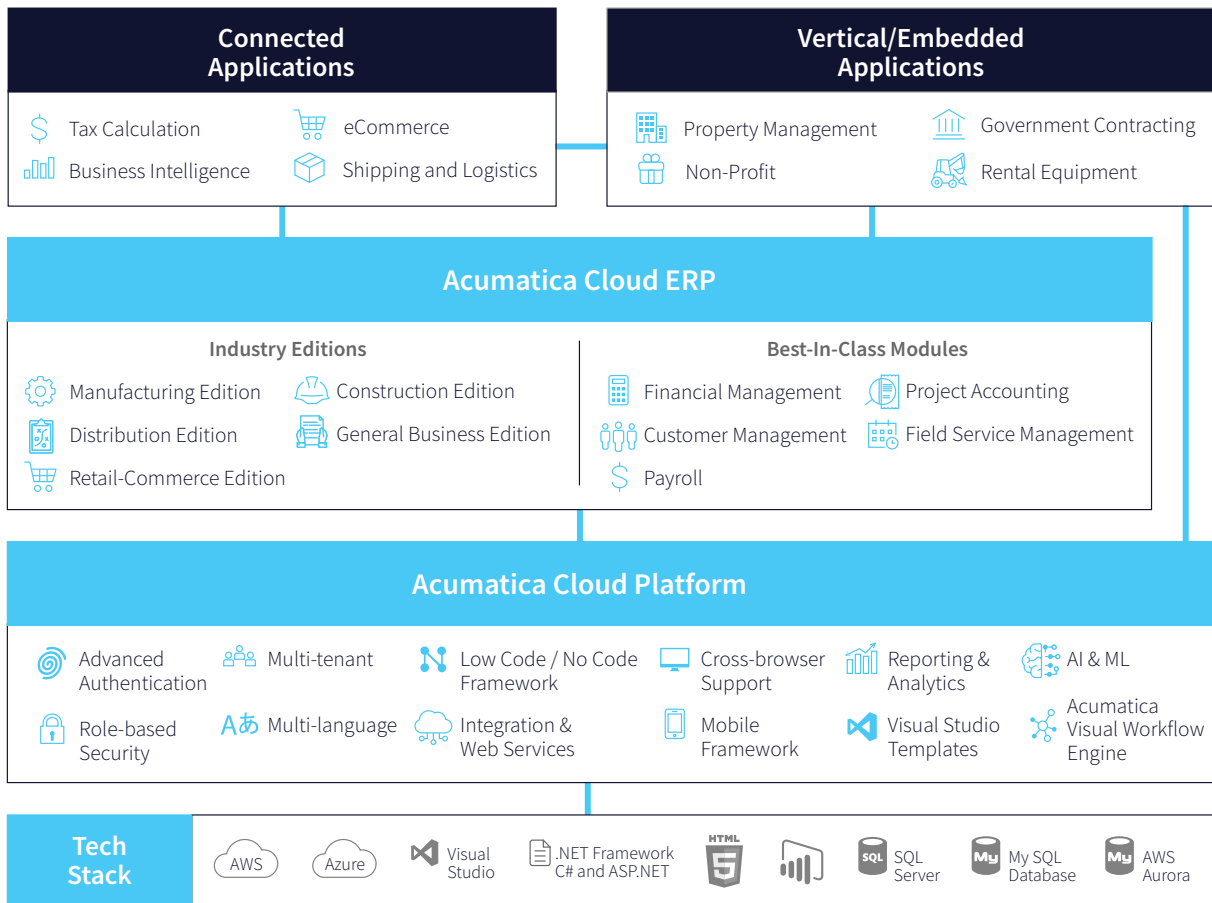 Connected
Applications
Tax Calculation
eCommerce
Business Intelligence
Shipping and Logistics
Vertical/Embedded
Applications
Property Management
Government Contracting
Non-Profit
Rental Equipment
Acumatica Cloud ERP
Industry Editions
Manufacturing Edition
Construction Edition
Distribution Edition
General Business Edition
Retail-Commerce Edition
Best-In-Class Modules
Financial Management
Project Accounting
Customer Management
Field Service Management
Payroll
Acumatica Cloud Platform
Advanced
Authentication
Multi-tenant
Low Code / No Code
Framework
Cross-browser
Support
Reporting &
Analytics
AI & ML
Role-based
Security
Aあ
Multi-language
Integration &
Web Services
Mobile
Framework
Visual Studio
Templates
Acumatica
Visual Workflow
Engine
Tech
Stack
AWS
Azure
Visual
Studio
.NET Framework
C# and ASP.NET
HTML
5
SQL
SQL
Server
My
My SQL
Database
My
AWS
Aurora